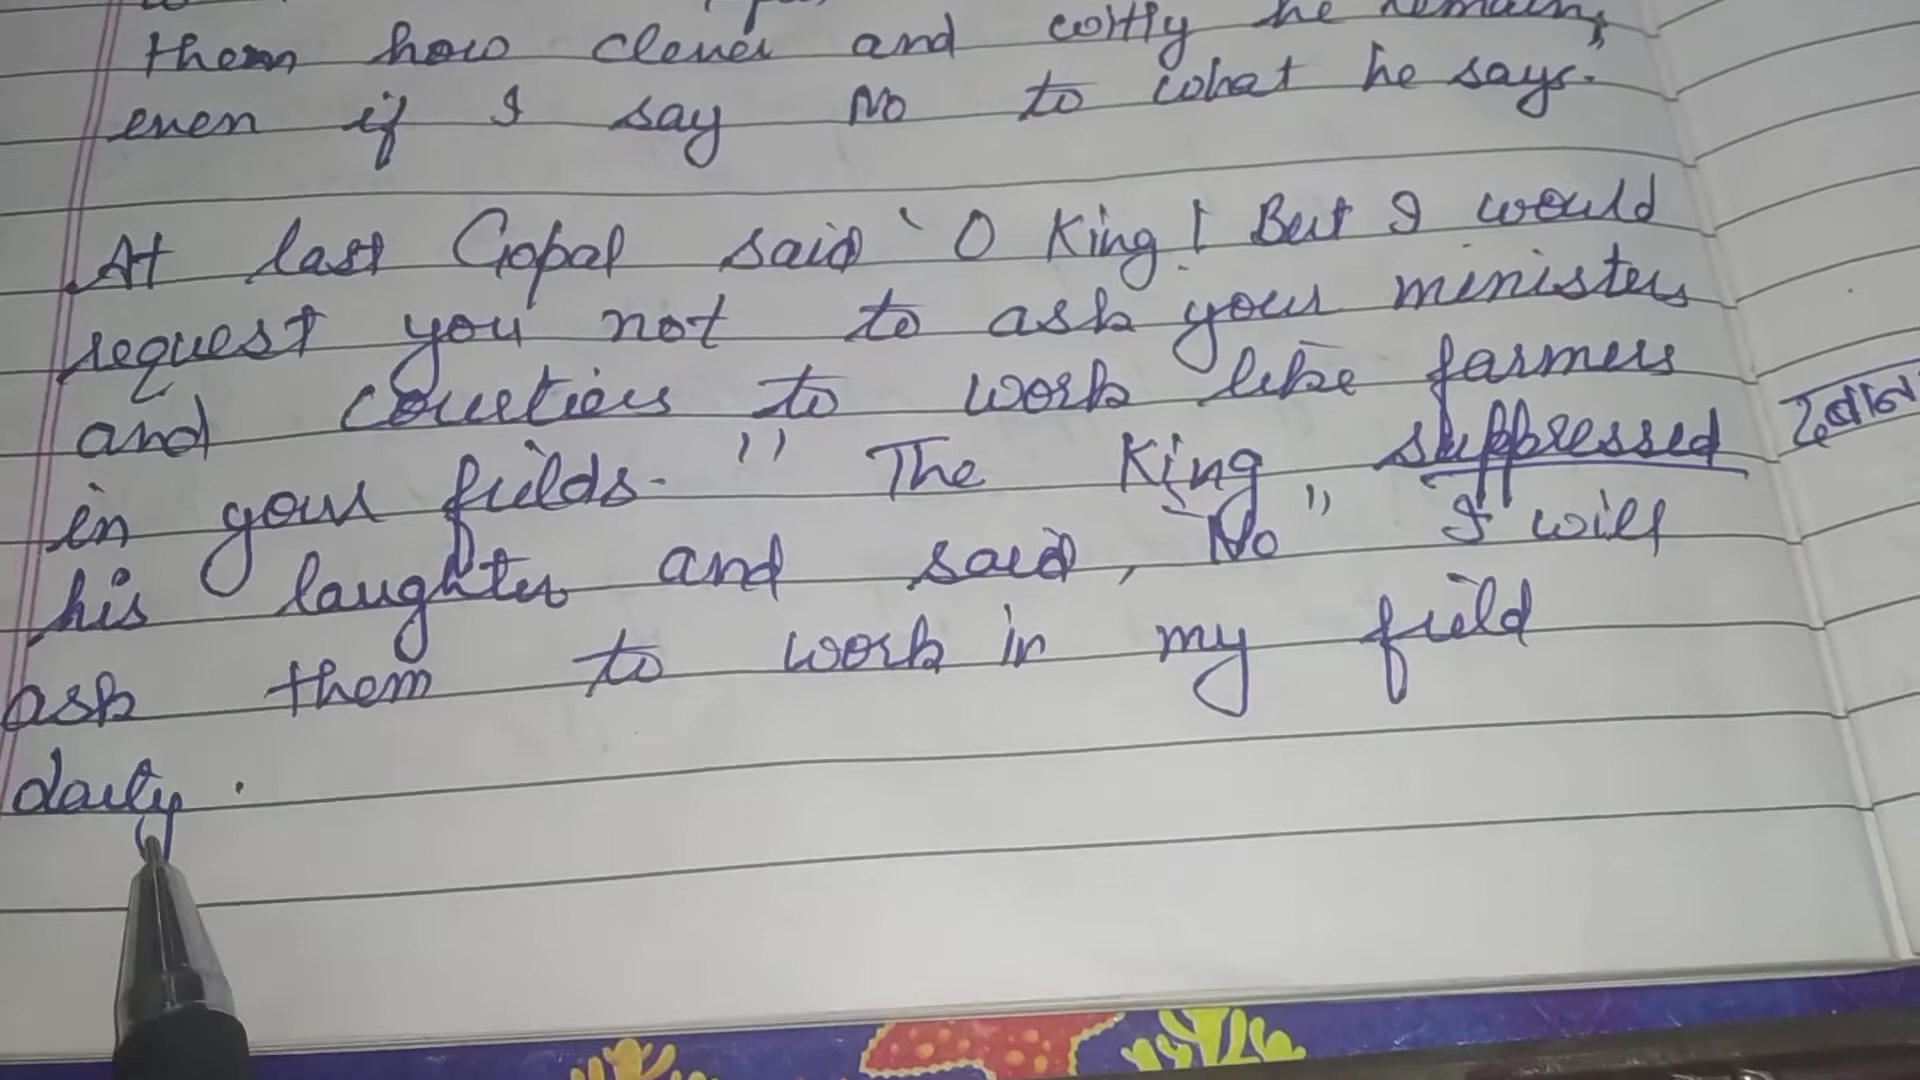 them how clever and wittly he remains
even if I say No to what he says.
At last Gopal said ‘O King! But I would
request you not to ask your ministers
and courtiers to work like farmers
in your fields.'' The King suppressed
his laughter and said, "No" I will
ask them to work in my field
daily.